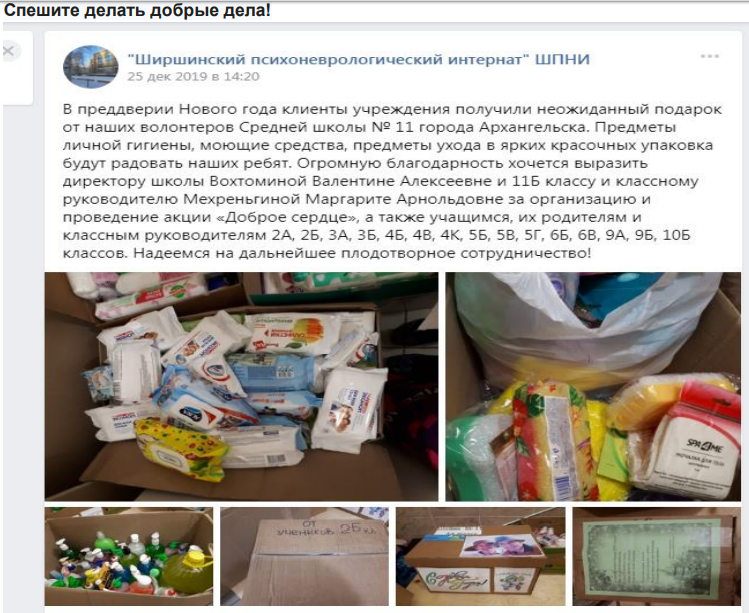 Спешите делать добрые дела!
"Ширшинский психоневрологический интернат" ШПНИ
25 дек 2019 в 14:20
В преддверии Нового года клиенты учреждения получили неожиданный подарок
от наших волонтеров Средней школы № 11 города Архангельска. Предметы
личной гигиены, моющие средства, предметы ухода в ярких красочных упаковка
будут радовать наших ребят. Огромную благодарность хочется выразить
директору школы Вохтоминой Валентине Алексеевне и 11Б классу и классному
руководителю Мехреньгиной Маргарите Арнольдовне за организацию и
проведение акции «Доброе сердце», а также учащимся, их родителям и
классным руководителям 2А, 2Б, 3А, 3Б, 4Б, 4В, 4К, 5Б, 5В, 5Г, 6Б, 6В, 9А, 9Б, 10Б
классов. Надеемся на дальнейшее плодотворное сотрудничество!
SPA4ME
МОЧАЛКА ДЛЯ ТЕЛА
ОТ
УЧЕНИКОВ 2Б кл.